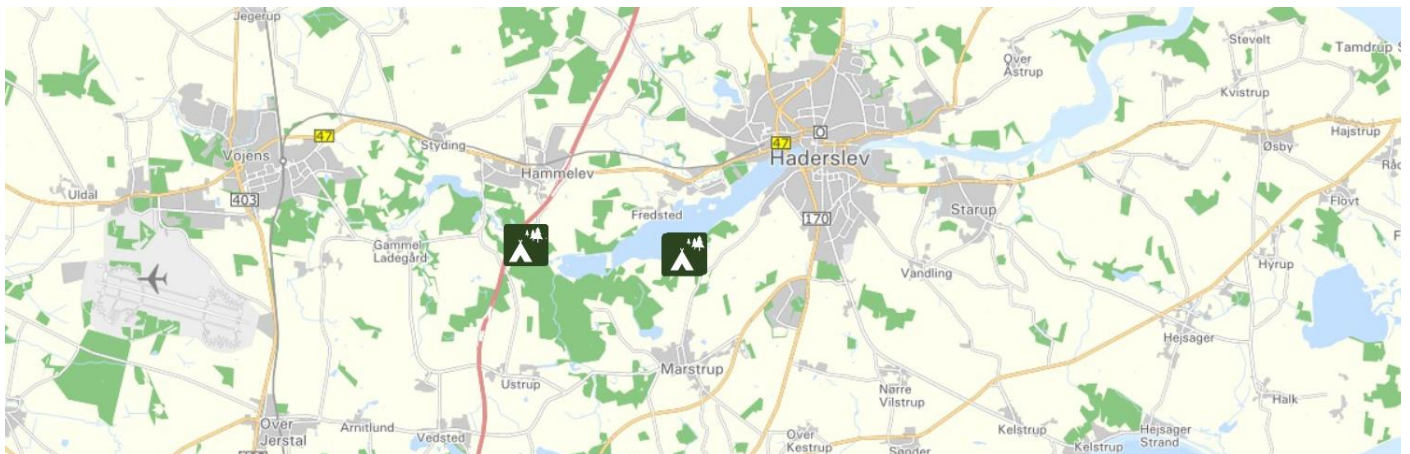 Jegerup
Stevelt
Tamdrup S
Over
Åstrup
Kvistrup
47
Styding
47
O
Hajstrup
Vojens
Haderslev
Øsby
Hammelev
Uldal
403
Fredsted
170
Starup
Flovt
Gammel
Ladegård
Vandling
Hyrup
Hejsager
Marstrup
Ustrup
Nørre
Vilstrup
Halk
Over
Jerstal
Arnitlund
Vedsted
Over
Kestrup
Kelstrup
Hejsager
Strand
Kelstrup